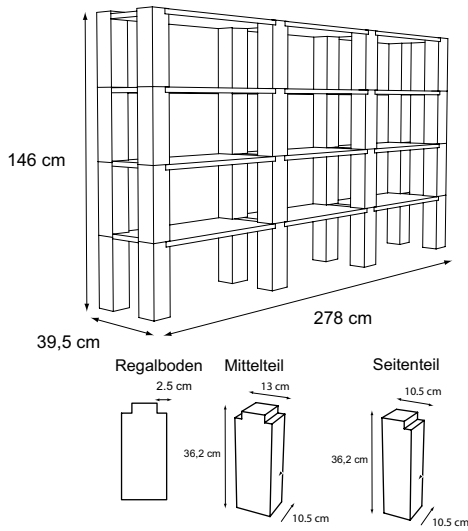 146 cm
278 cm
39,5 cm
Regalboden Mittelteil Seitenteil
2.5 cm
13 cm
10.5 cm
36,2 cm
36,2 cm
10.5 cm
10.5 cm